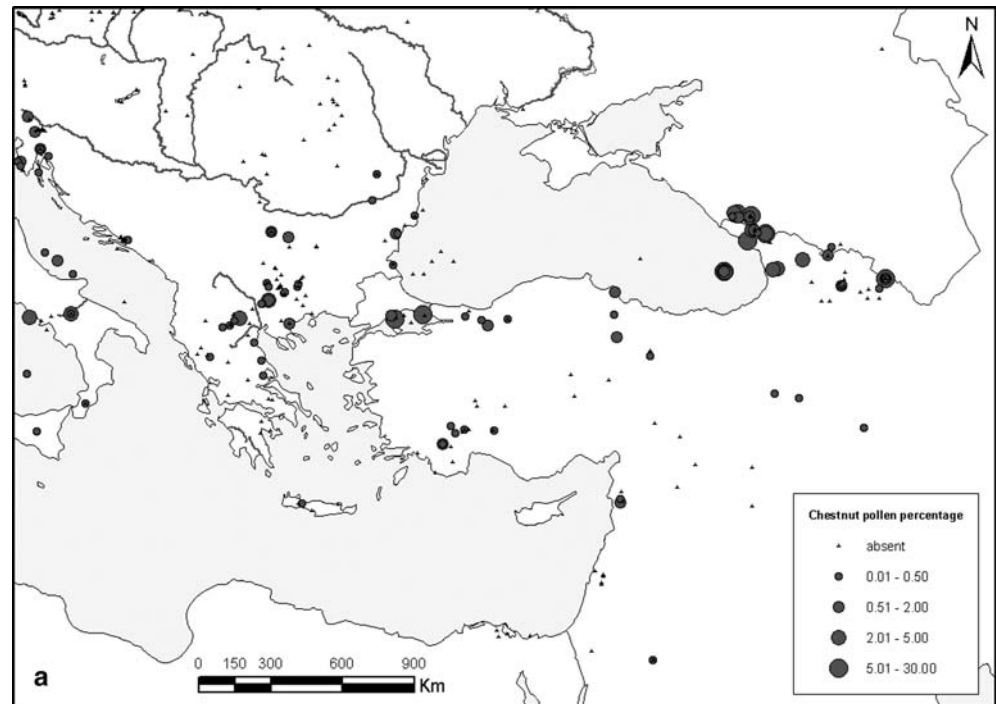 N
Chestnut pollen percentage
absent
0.01 - 0.50
0.51 - 2.00
2.01 - 5.00
5.01 - 30.00
a
0 150 300 600 900
Km